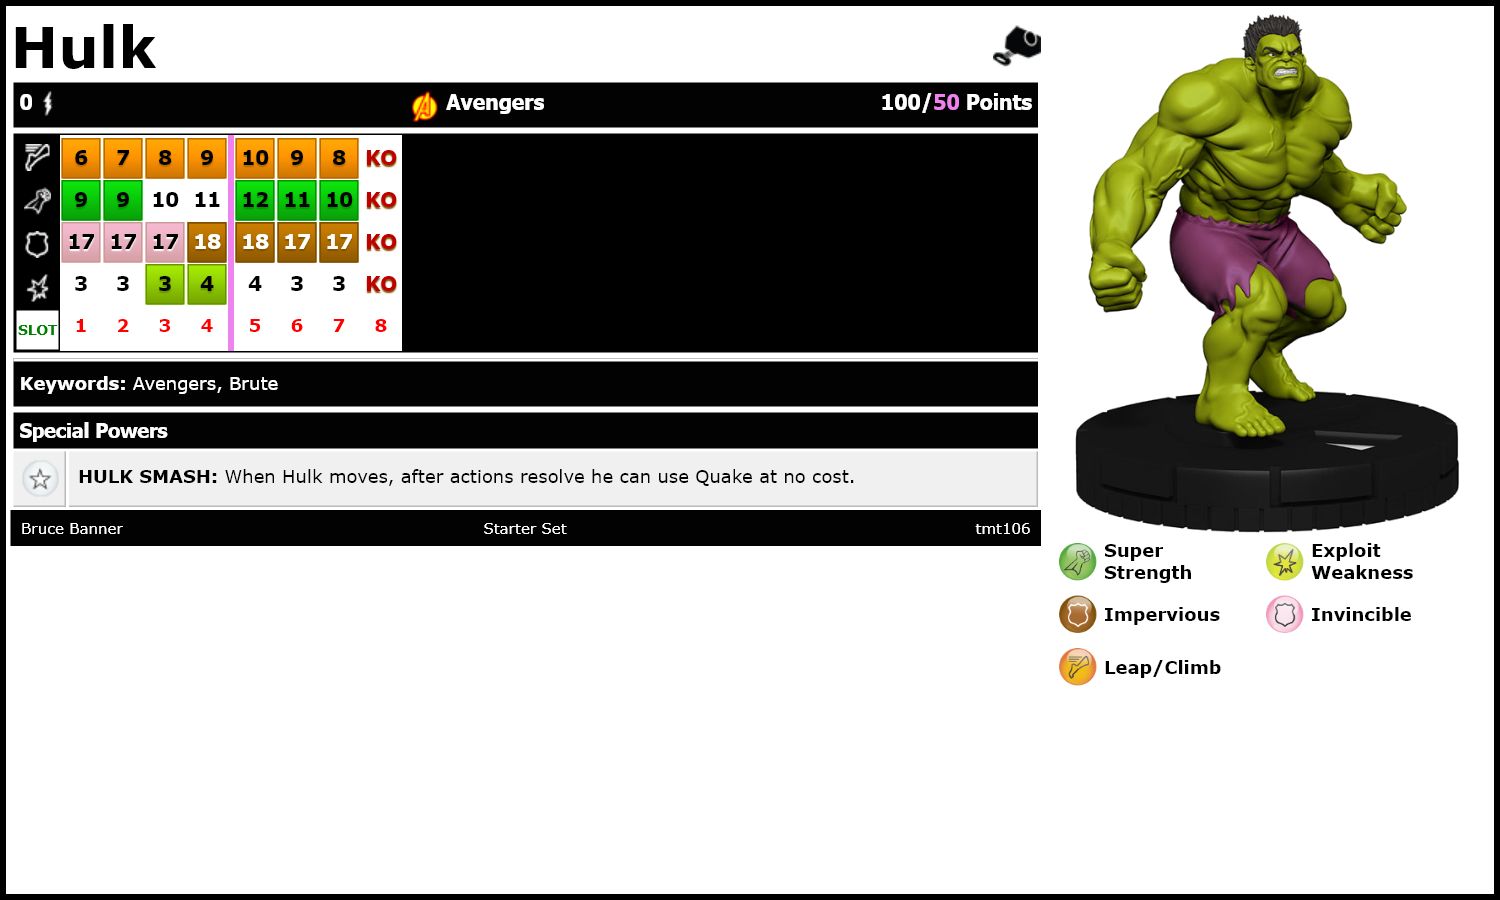 Hulk
0 Avengers 100/50 Points
6 7 8 9 10 9 8 KO
9 9 10 11 12 11 10 KO
17 17 17 18 18 17 17 KO
3 3 3 4 4 3 3 KO
SLOT 1 2 3 4 5 6 7 8
Keywords: Avengers, Brute
Special Powers
HULK SMASH: When Hulk moves, after actions resolve he can use Quake at no cost.
Bruce Banner Starter Set tmt106
Super
Strength
Exploit
Weakness
Impervious
Invincible
Leap/Climb